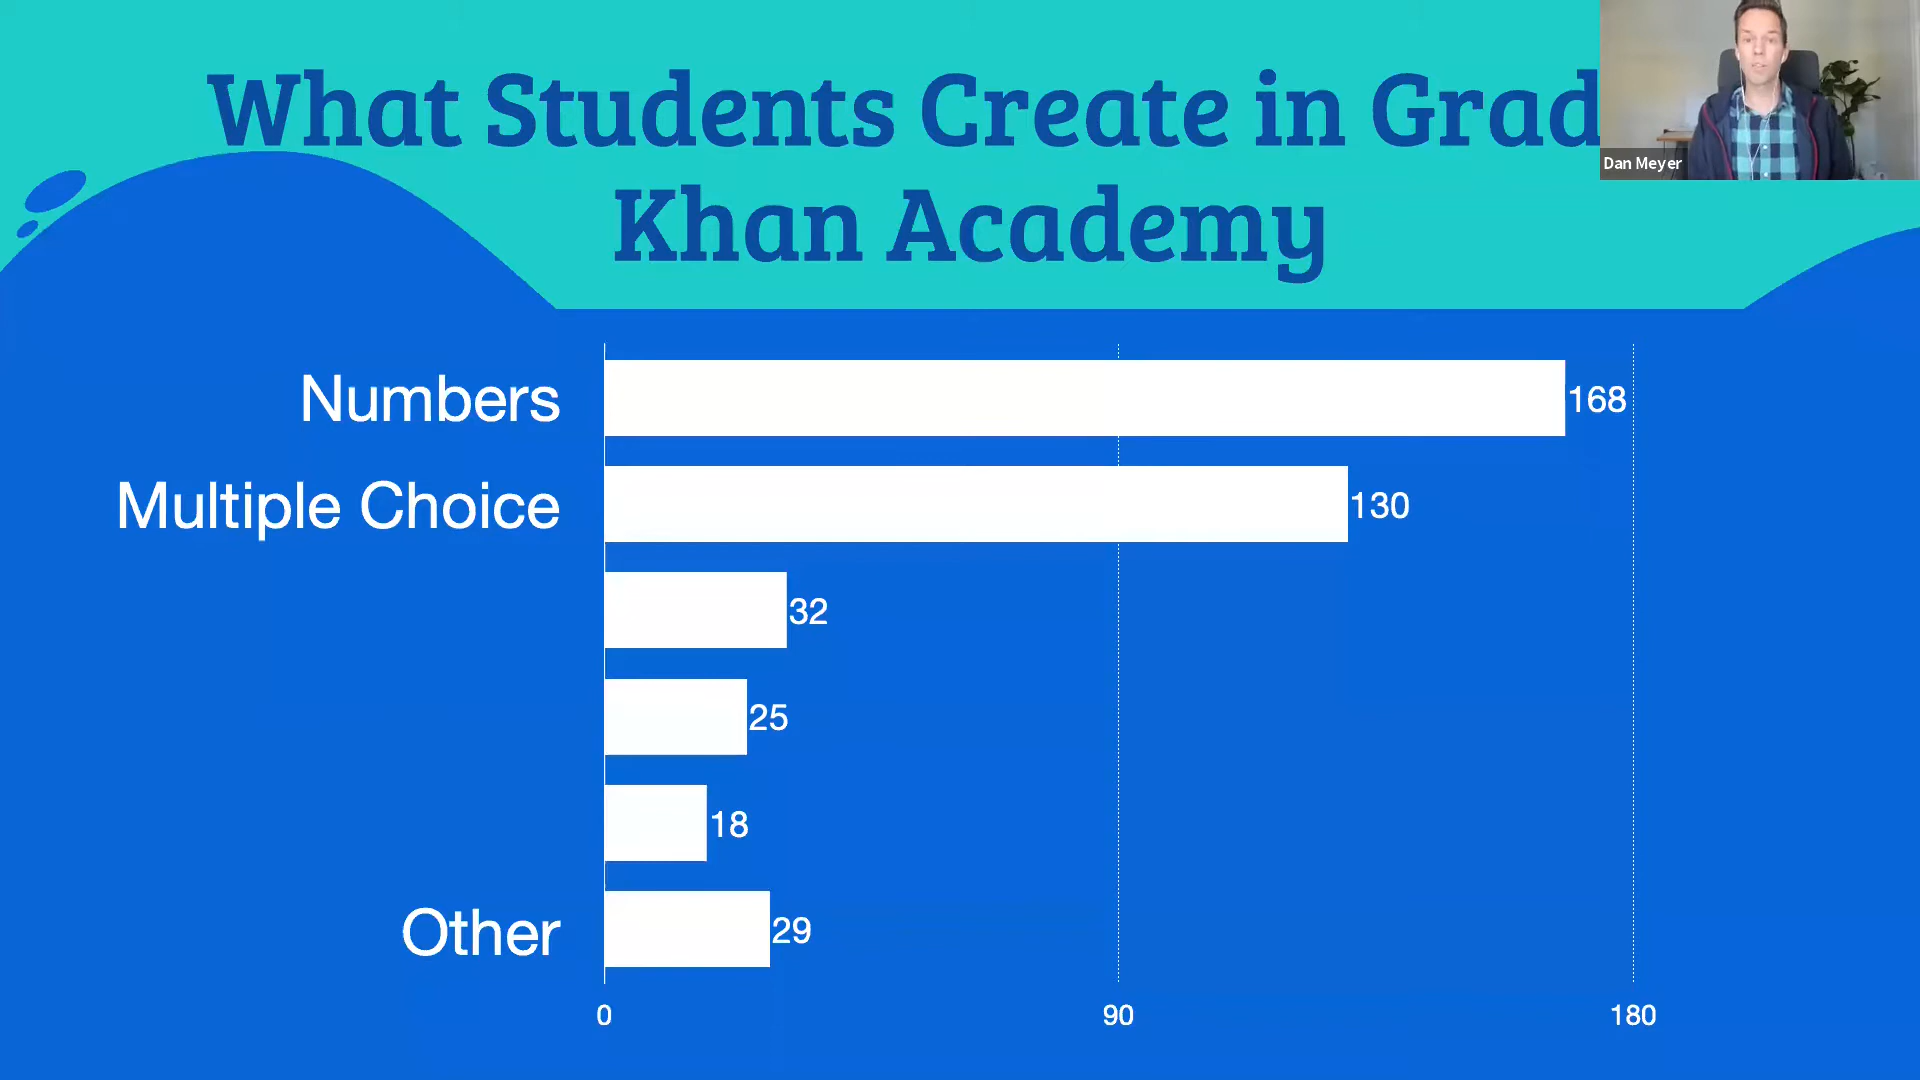 What Students Create in Grad
Khan Academy
Dan Meyer
Numbers 168
Multiple Choice 130
32
25
18
Other 29
0 90 180